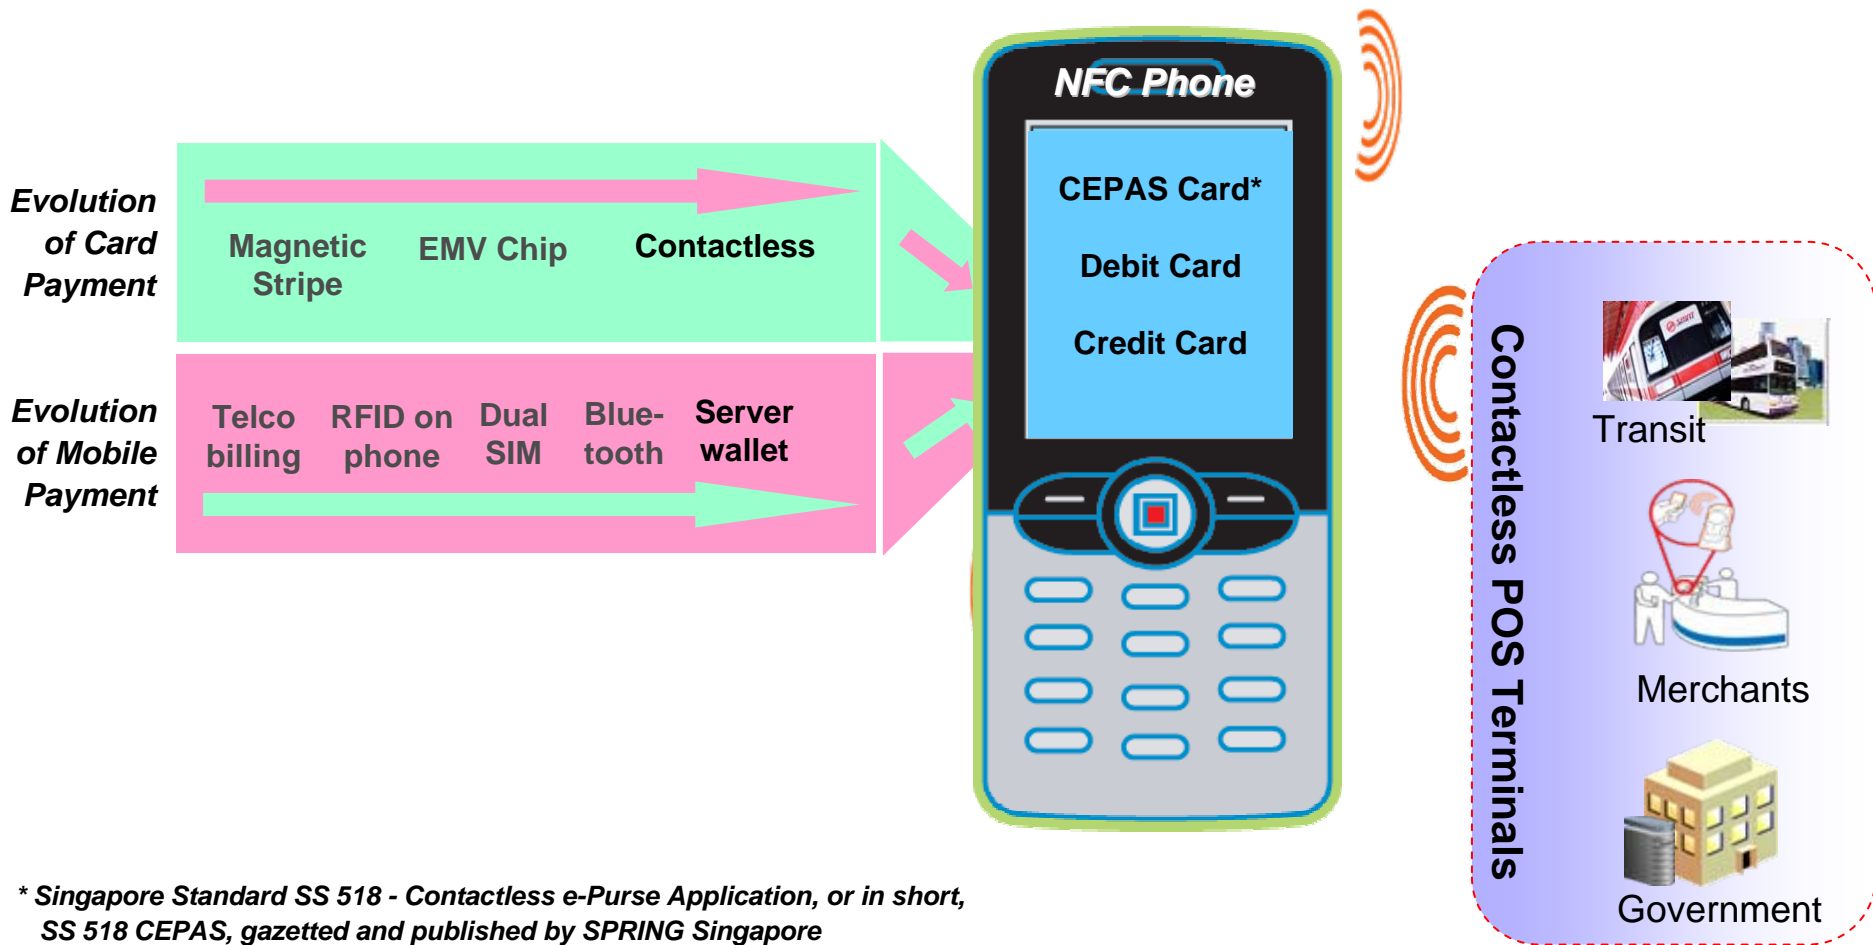 NFC Phone
CEPAS Card*
Debit Card
Credit Card
Evolution
of Card
Payment
Magnetic
Stripe
EMV Chip
Contactless
Evolution
of Mobile
Payment
Telco
billing
RFID on
phone
Dual
SIM
Blue-
tooth
Server
wallet
Contactless POS Terminals
Transit
Merchants
Government
* Singapore Standard SS 518 - Contactless e-Purse Application, or in short,
SS 518 CEPAS, gazetted and published by SPRING Singapore